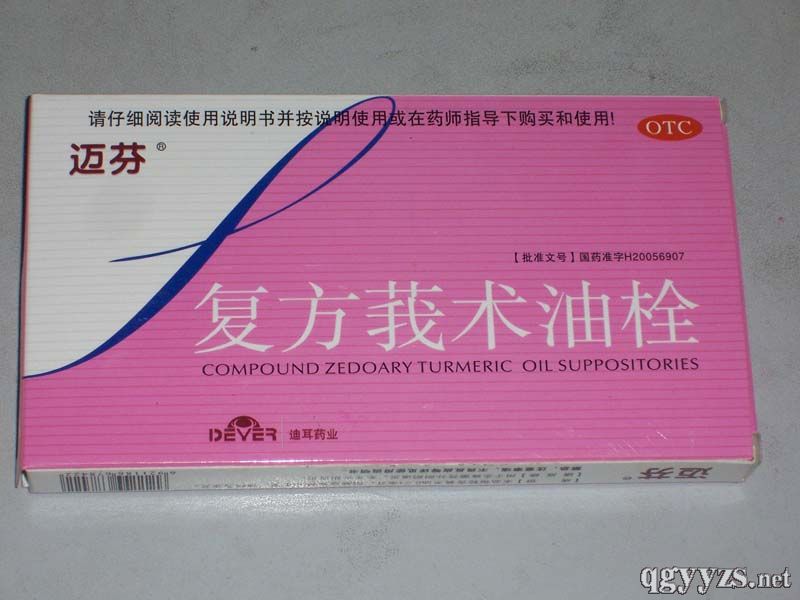 请仔细阅读使用说明书并按说明使用或在药师指导下购买和使用!
OTC
迈芬®
【批准文号】国药准字H20056907
复方莪术油栓
COMPOUND ZEDOARY TURMERIC OIL SUPPOSITORIES
DEYER 迪耳药业
迈芬®
qgyyzs.net